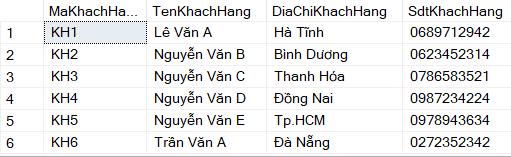 MaKhachHa... TenKhachHang DiaChiKhachHang SdtKhachHang
1 KH1 Lê Văn A Hà Tĩnh 0689712942
2 KH2 Nguyễn Văn B Bình Dương 0623452314
3 KH3 Nguyễn Văn C Thanh Hóa 0786583521
4 KH4 Nguyễn Văn D Đồng Nai 0987234224
5 KH5 Nguyễn Văn E Tp.HCM 0978943634
6 KH6 Trần Văn A Đà Nẵng 0272352342